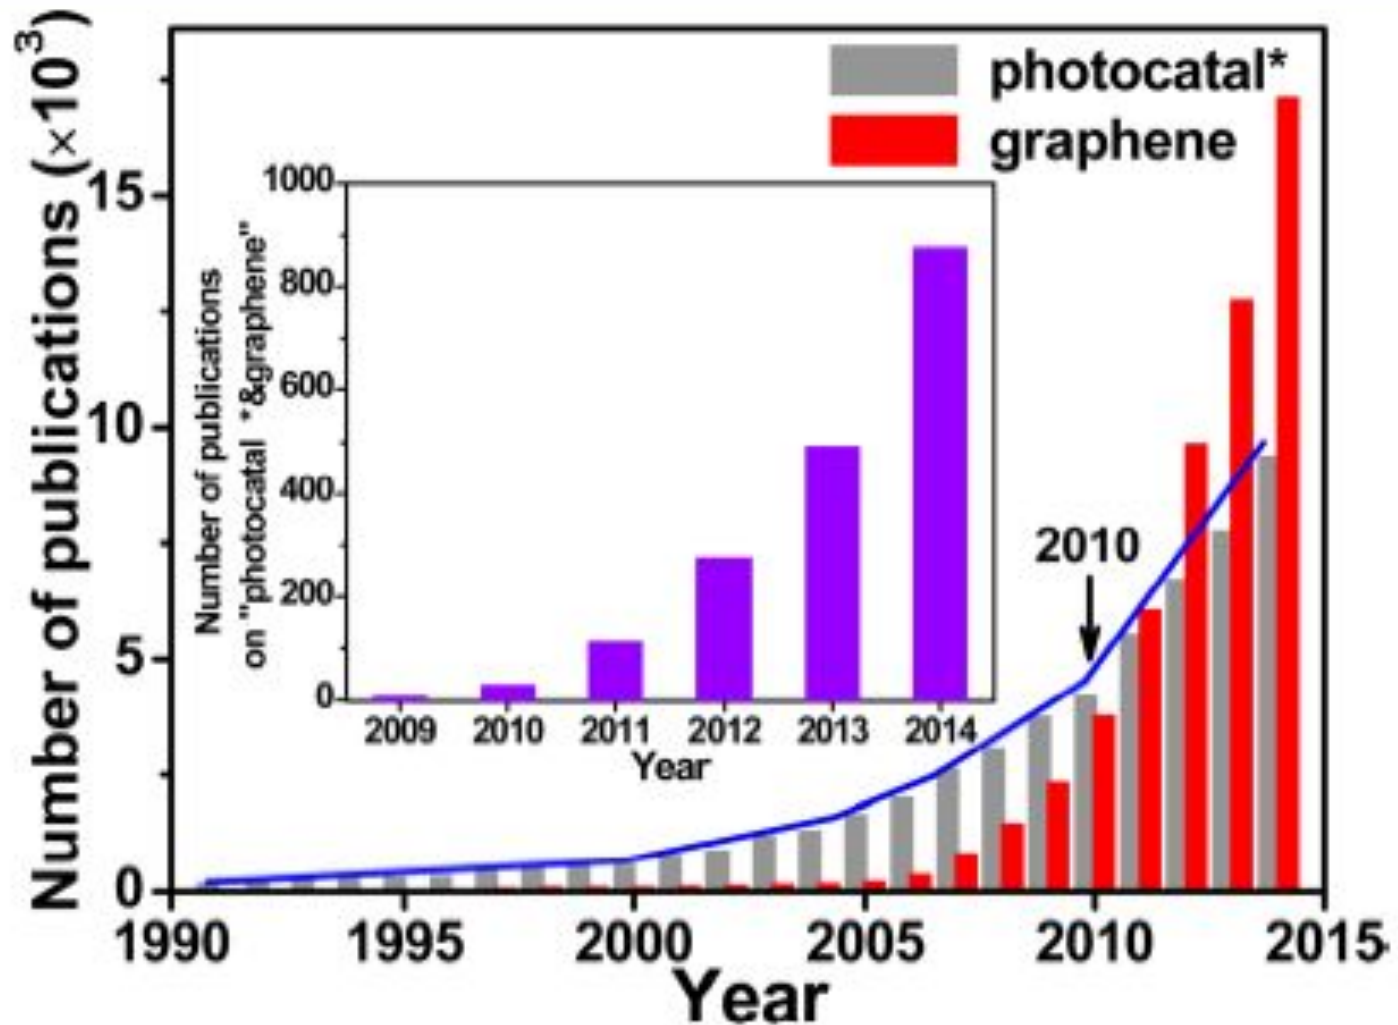 Number of publications (×10³)
photocatal*
graphene
15
10
5
0
Number of publications
on "photocatal *&graphene"
1000
800
600
400
200
0
2009 2010 2011 2012 2013 2014
Year
2010
1990 1995 2000 2005 2010 2015
Year